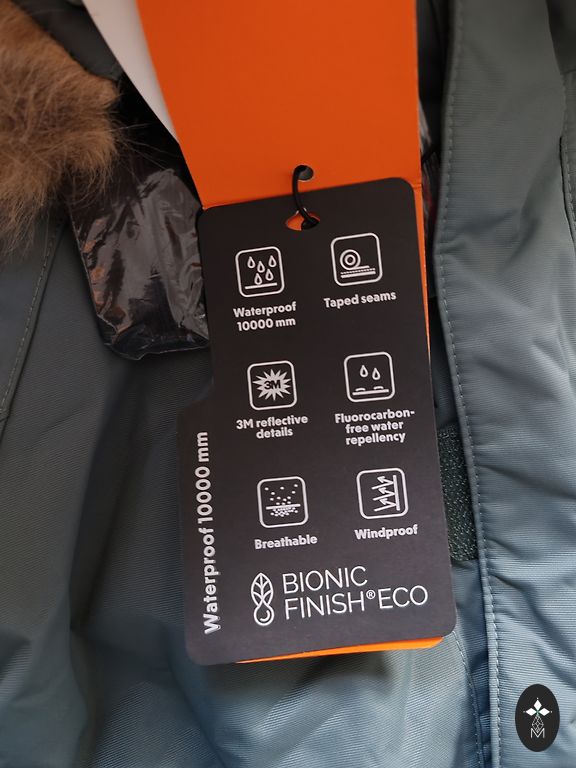 Waterproof
10000 mm
Taped seams
3M
3M reflective
details
Fluorocarbon-
free water
repellency
Breathable
Windproof
Waterproof 10000 mm
BIONIC
FINISH®ECO
M